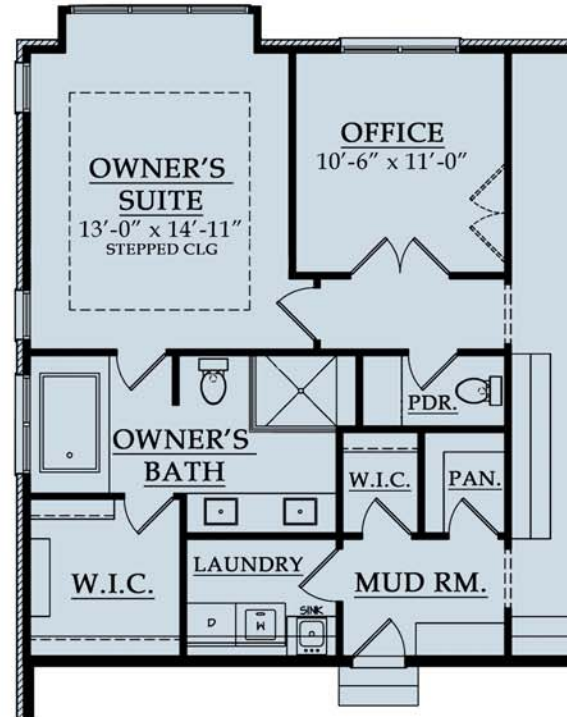 OWNER'S
SUITE
13'-0" x 14'-11"
STEPPED CLG
OFFICE
10'-6" x 11'-0"
PDR.
OWNER'S
BATH
W.I.C.
PAN.
W.I.C.
LAUNDRY
MUD RM.
D
W
SINK